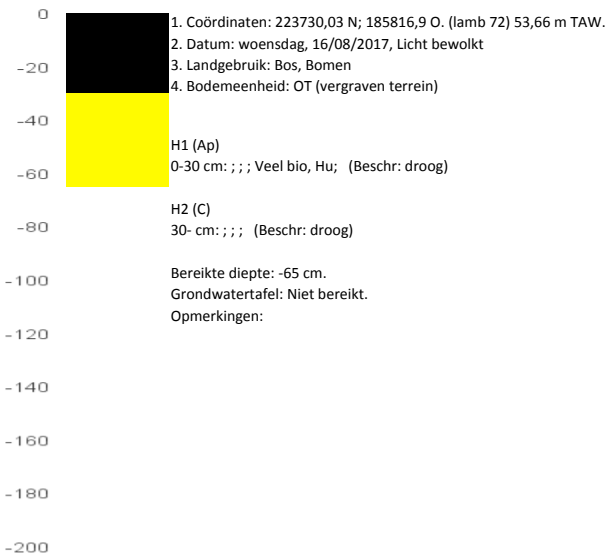 0
-20
-40
-60
-80
-100
-120
-140
-160
-180
-200
1. Coördinaten: 223730,03 N; 185816,9 O. (lamb 72) 53,66 m TAW.
2. Datum: woensdag, 16/08/2017, Licht bewolkt
3. Landgebruik: Bos, Bomen
4. Bodemeenheid: OT (vergraven terrein)
H1 (Ap)
0-30 cm: ; ; ; Veel bio, Hu; (Beschr: droog)
H2 (C)
30- cm: ; ; ; (Beschr: droog)
Bereikte diepte: -65 cm.
Grondwatertafel: Niet bereikt.
Opmerkingen: